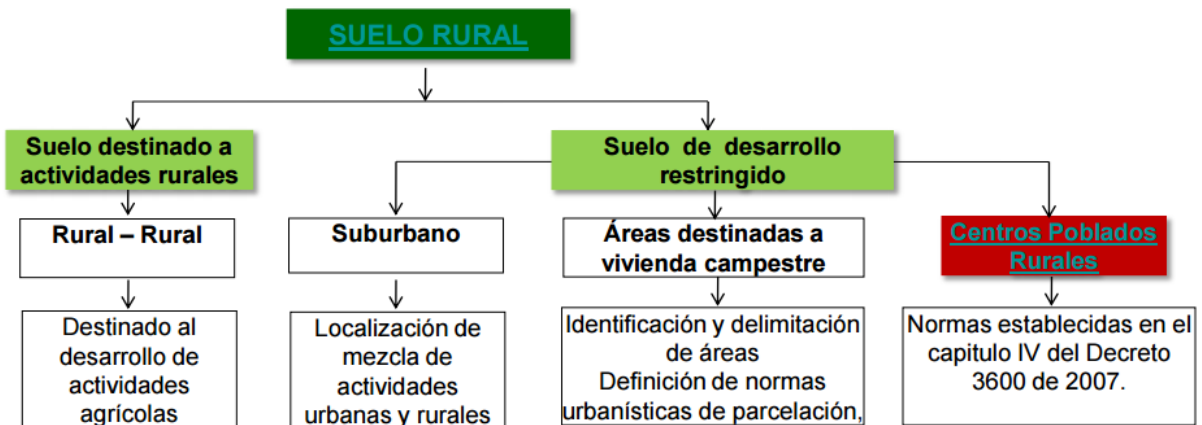 SUELO RURAL
Suelo destinado a
actividades rurales
Suelo de desarrollo
restringido
Rural – Rural
Suburbano
Áreas destinadas a
vivienda campestre
Centros Poblados
Rurales
Destinado al
desarrollo de
actividades
agrícolas
Localización de
mezcla de
actividades
urbanas y rurales
Identificación y delimitación
de áreas
Definición de normas
urbanísticas de parcelación,
Normas establecidas en el
capitulo IV del Decreto
3600 de 2007.